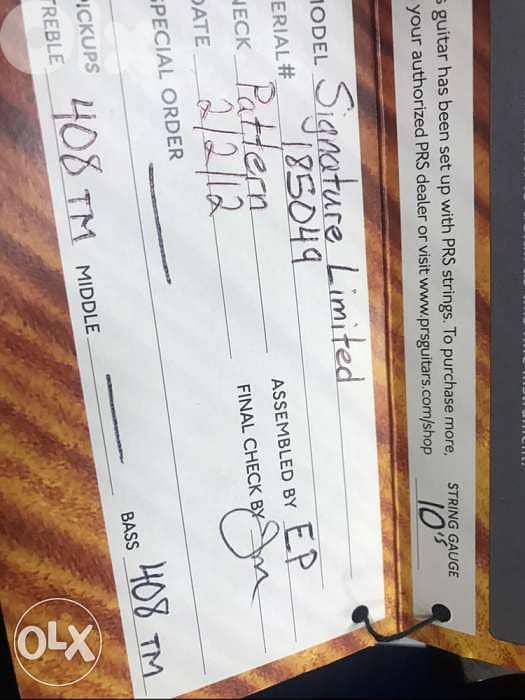 s guitar has been set up with PRS strings. To purchase more,
your authorized PRS dealer or visit www.prsguitars.com/shop
STRING GAUGE 10's
MODEL Signature Limited
ERIAL # 185049 ASSEMBLED BY EP
NECK Pattern FINAL CHECK BY
DATE 2/2/12
SPECIAL ORDER
PICKUPS
TREBLE 408 TM MIDDLE BASS 408 TM
OLX